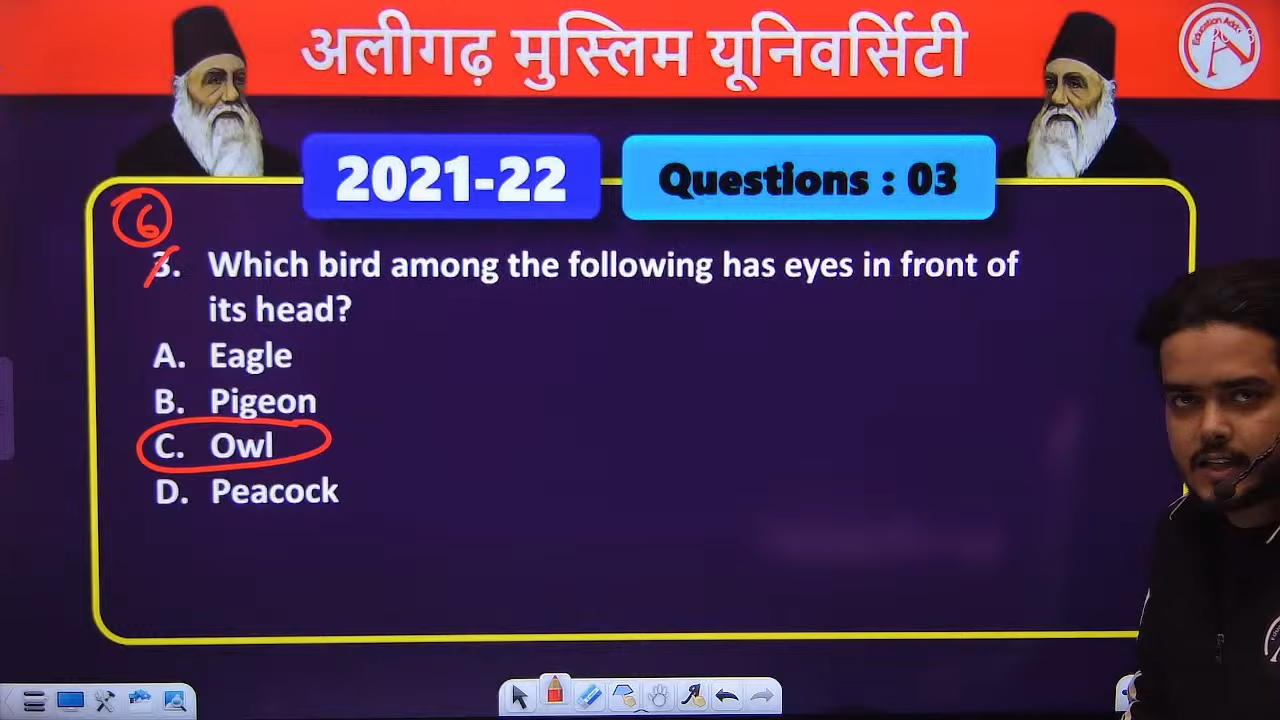 अलीगढ़ मुस्लिम यूनिवर्सिटी
2021-22
Questions : 03
6
3. Which bird among the following has eyes in front of
its head?
A. Eagle
B. Pigeon
C. Owl
D. Peacock